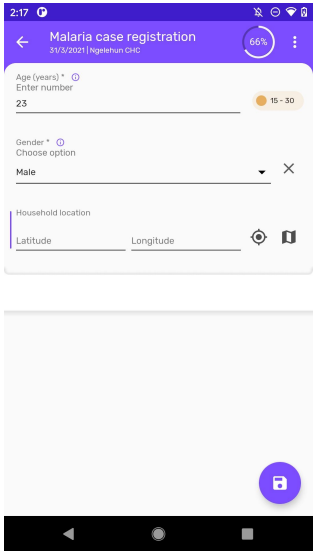 2:17
Malaria case registration
31/3/2021 | Ngelehun CHC
66%
Age (years) *
Enter number
23
15 - 30
Gender *
Choose option
Male
Household location
Latitude
Longitude